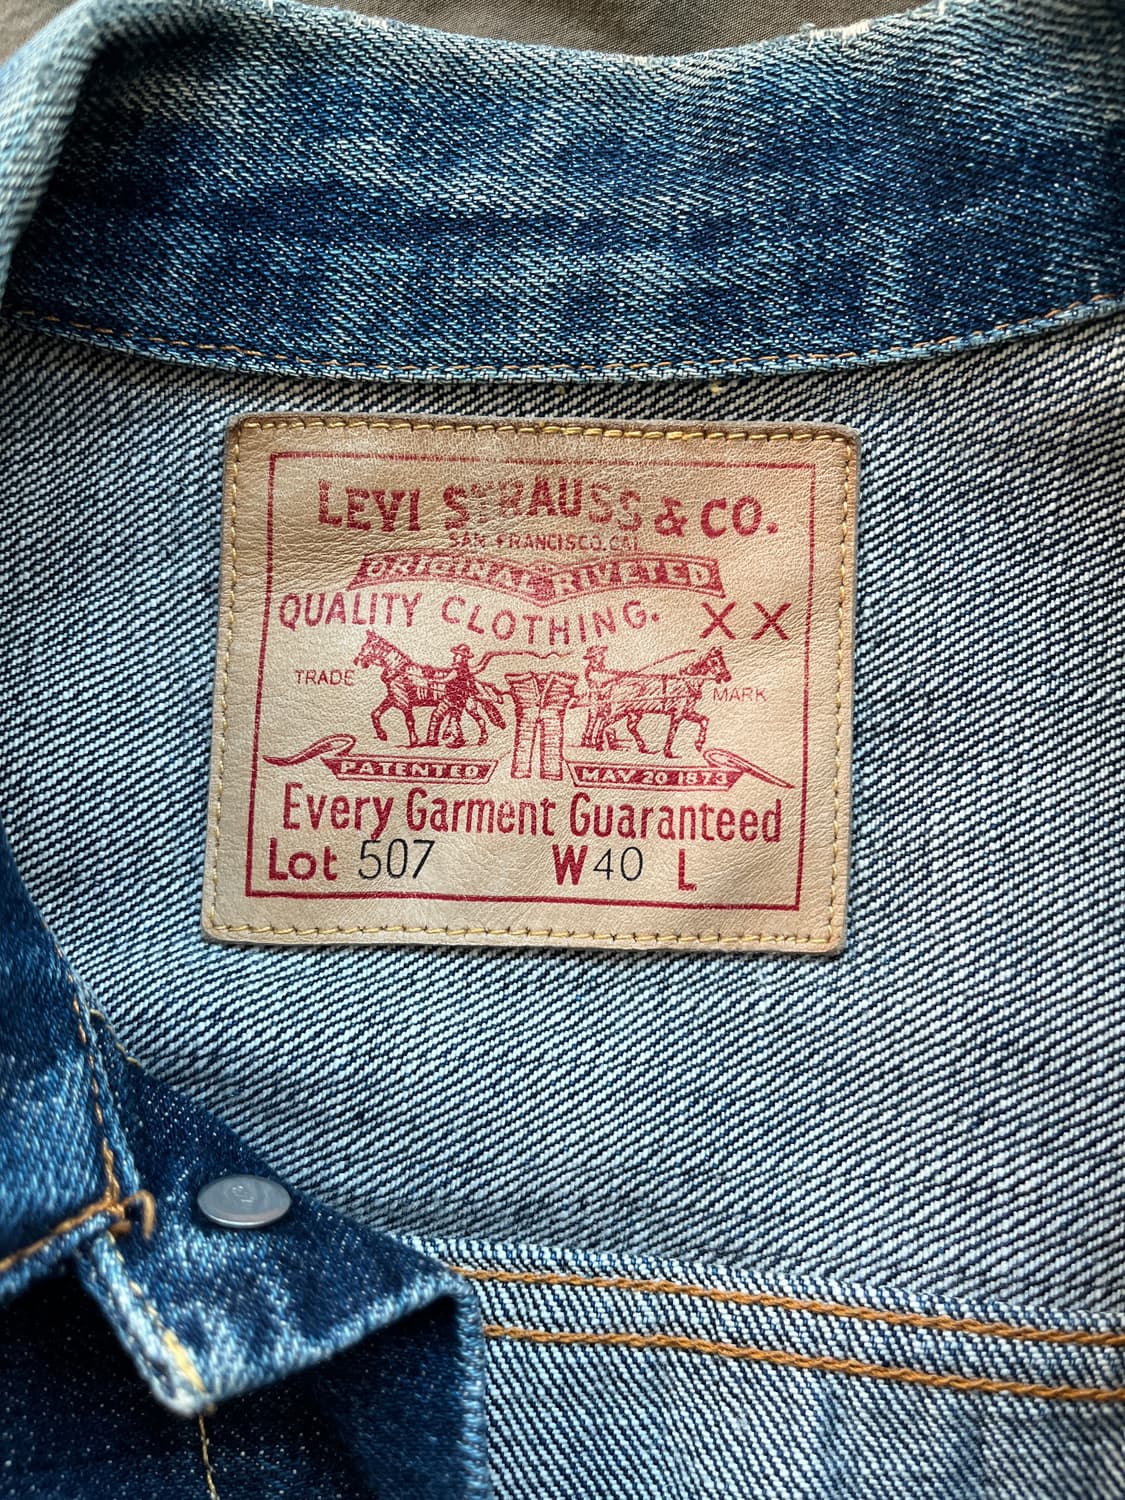 LEVI STRAUSS & CO.
SAN FRANCISCO, CAL
ORIGINAL RIVETED
QUALITY CLOTHING. XX
TRADE MARK
PATENTED MAY 20 1873
Every Garment Guaranteed
Lot 507 W 40 L